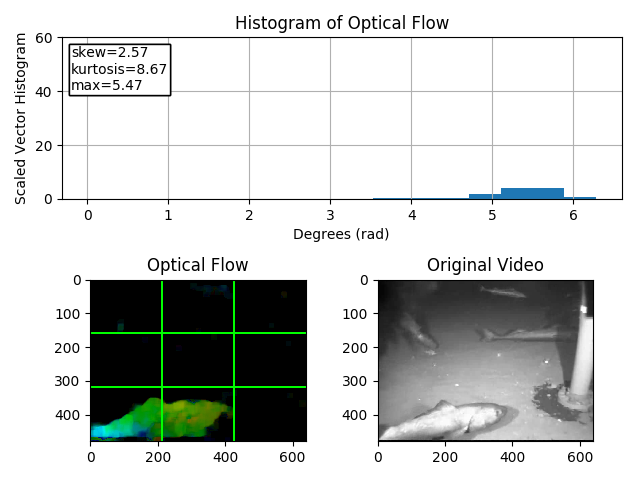 Histogram of Optical Flow
Scaled Vector Histogram
60
40
20
0
skew=2.57
kurtosis=8.67
max=5.47
0 1 2 3 4 5 6
Degrees (rad)
Optical Flow
0
100
200
300
400
0 200 400 600
Original Video
0
100
200
300
400
0 200 400 600